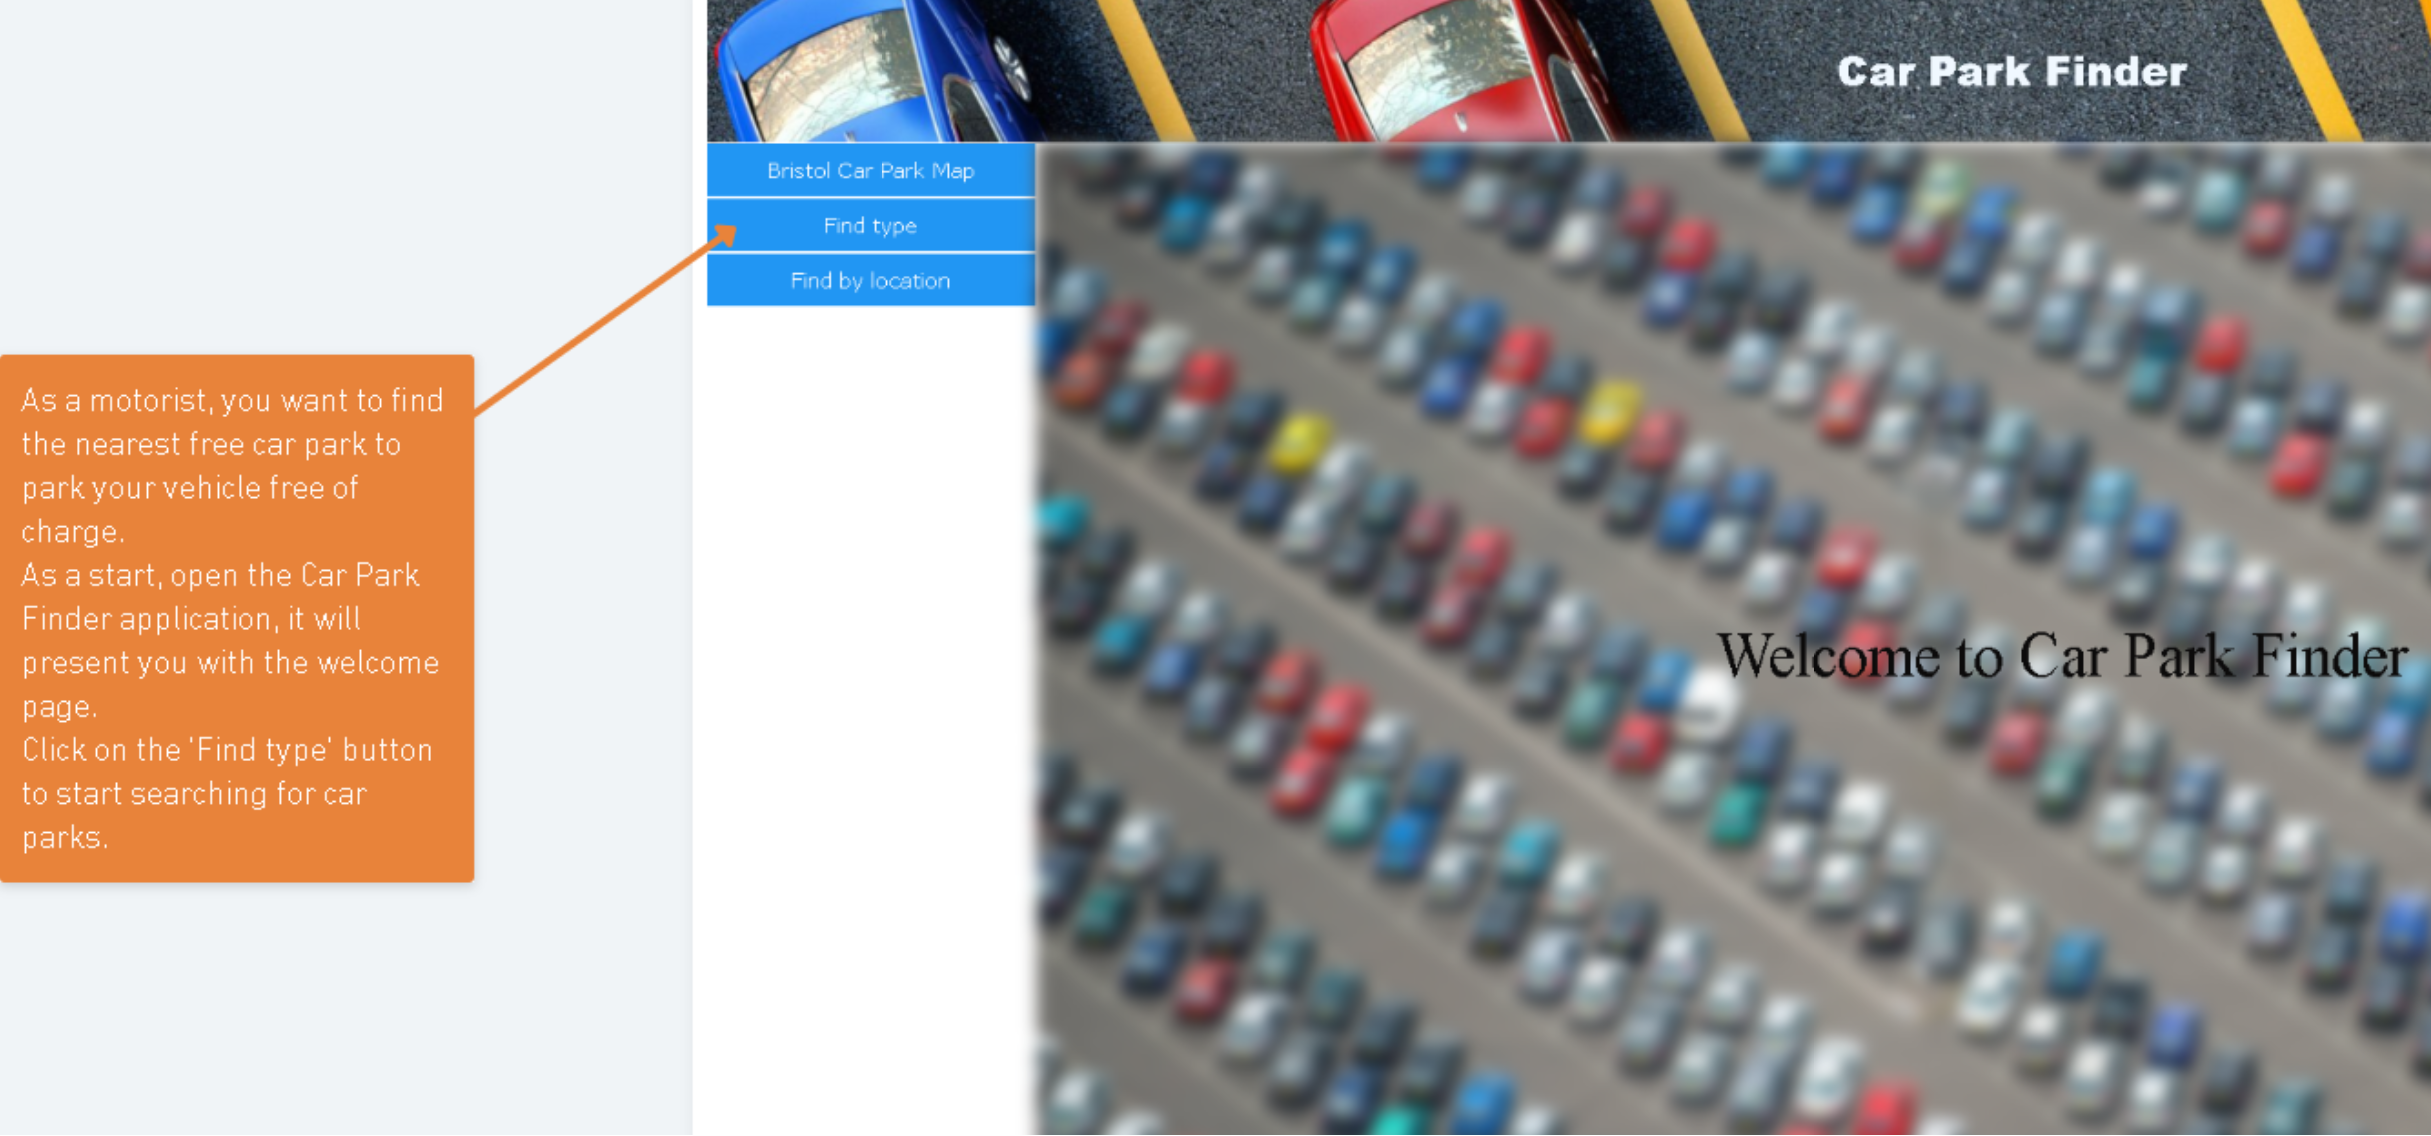 Car Park Finder
Bristol Car Park Map
Find type
Find by location
As a motorist, you want to find
the nearest free car park to
park your vehicle free of
charge.
As a start, open the Car Park
Finder application, it will
present you with the welcome
page.
Click on the 'Find type' button
to start searching for car
parks.
Welcome to Car Park Finder